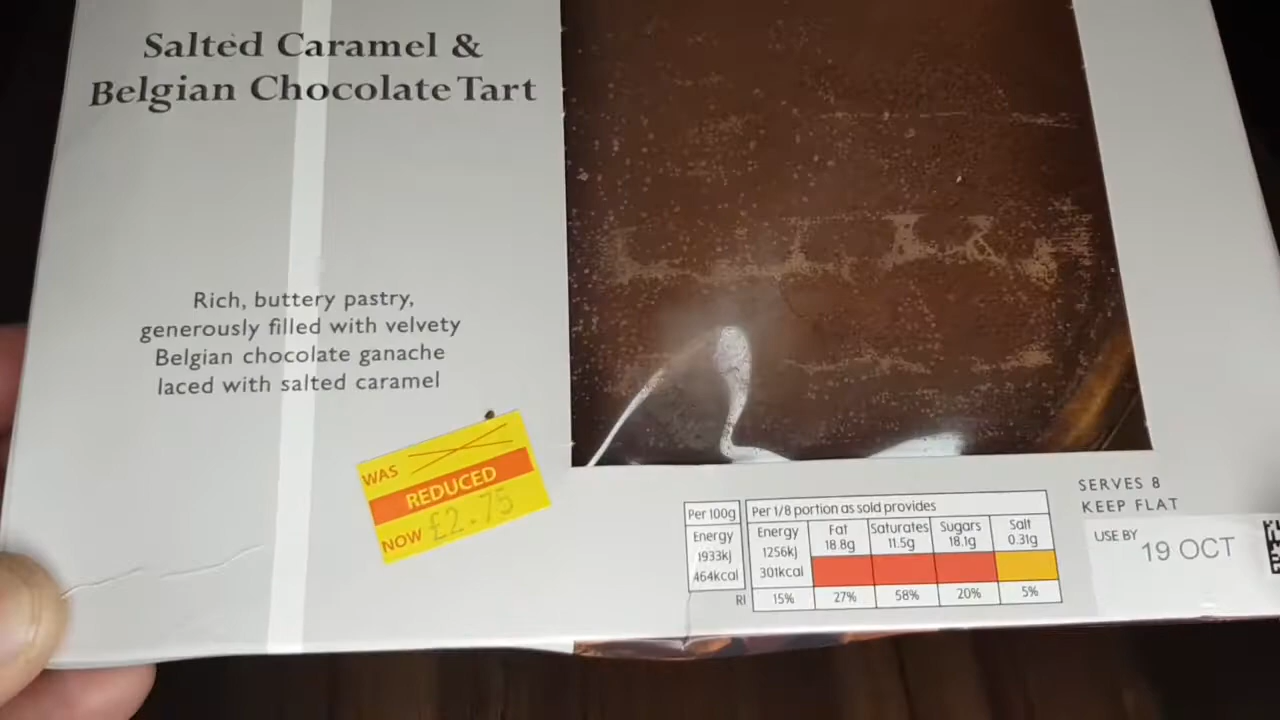 Salted Caramel &
Belgian Chocolate Tart
Rich, buttery pastry,
generously filled with velvety
Belgian chocolate ganache
laced with salted caramel
WAS
REDUCED
NOW £2.75
SERVES 8
KEEP FLAT
USE BY 19 OCT
Per 100g
Energy
1933kJ
464kcal
Per 1/8 portion as sold provides
Energy 1256kJ 301kcal
Fat 18.8g
Saturates 11.5g
Sugars 18.1g
Salt 0.31g
RI 15% 27% 58% 20% 5%